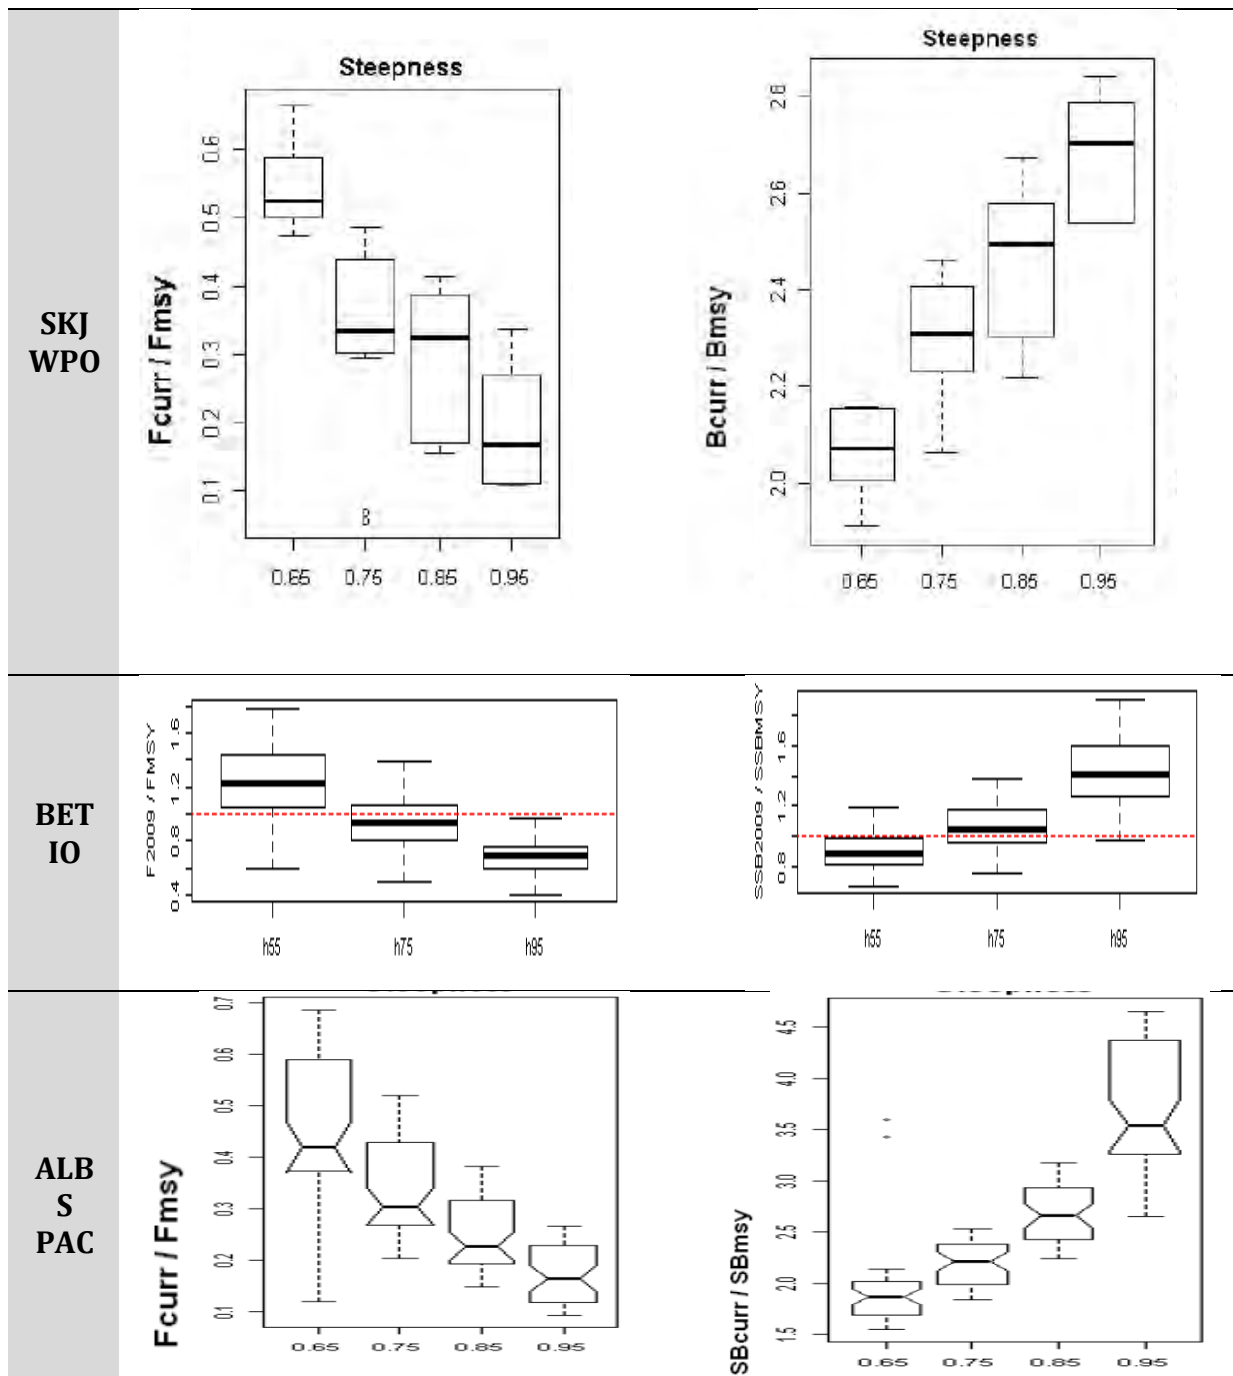 SKJ
WPO
Steepness
Fcurr / Fmsy
0.1 0.2 0.3 0.4 0.5 0.6
8
0.65 0.75 0.85 0.95
Steepness
Bcurr / Bmsy
2.0 2.2 2.4 2.6 2.8
0.65 0.75 0.85 0.95
BET
IO
F2009 / FMSY
0.4 0.8 1.2 1.6
h55 h75 h95
SSB2009 / SSBMSY
0.8 1.2 1.6
h55 h75 h95
ALB
S
PAC
Fcurr / Fmsy
0.1 0.2 0.3 0.4 0.5 0.6 0.7
0.65 0.75 0.85 0.95
SBcurr / SBmsy
1.5 2.0 2.5 3.0 3.5 4.0 4.5
0.65 0.75 0.85 0.95